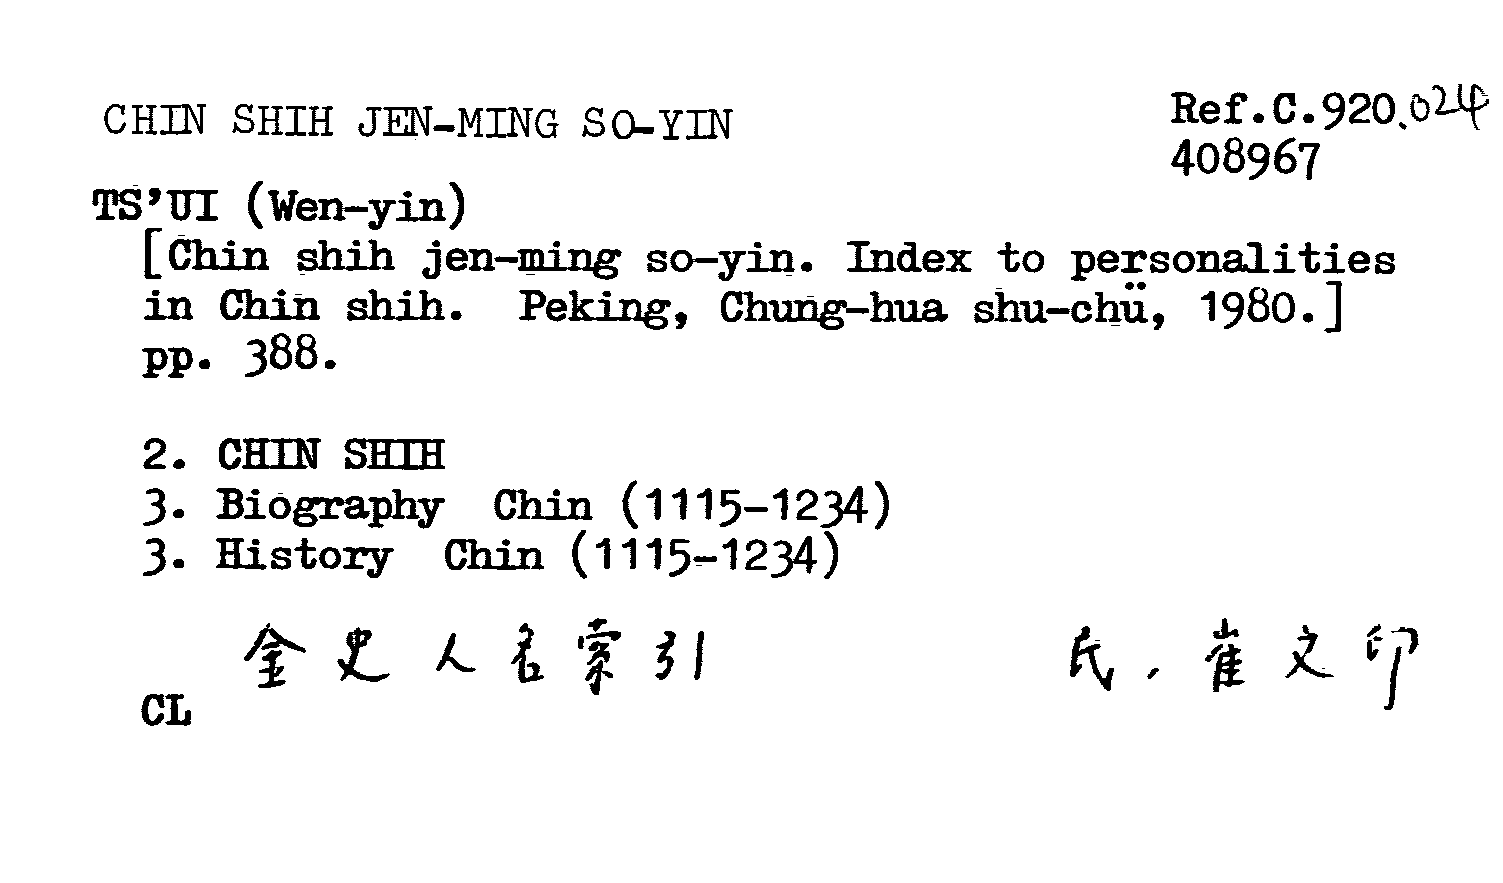 CHIN SHIH JEN-MING SO-YIN
Ref.C.920.024
408967
TS'UI (Wen-yin)
[Chin shih jen-ming so-yin. Index to personalities
in Chin shih. Peking, Chung-hua shu-chü, 1980.]
pp. 388.
2. CHIN SHIH
3. Biography Chin (1115-1234)
3. History Chin (1115-1234)
金史人名索引
民.崔文印
CL